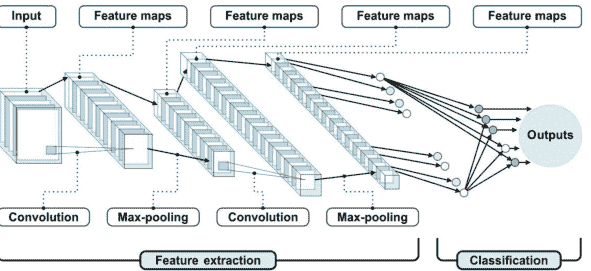 Input
Feature maps
Feature maps
Feature maps
Feature maps
Outputs
Convolution
Max-pooling
Convolution
Max-pooling
Feature extraction
Classification